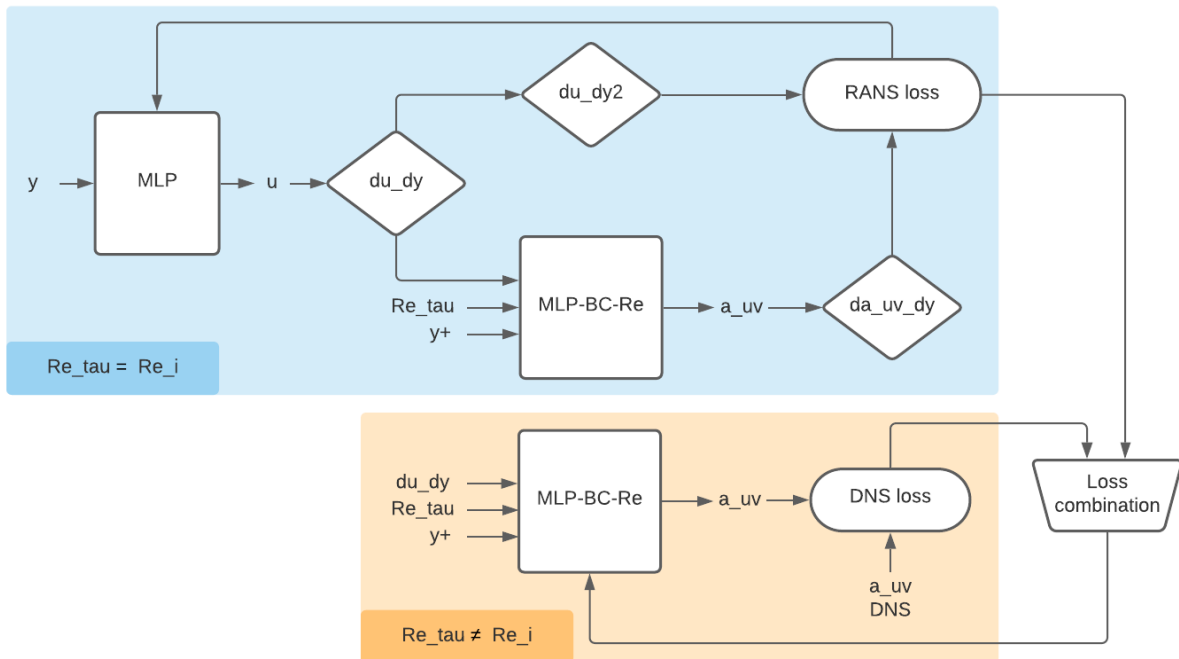 du_dy2
RANS loss
y
MLP
u
du_dy
Re_tau
y+
MLP-BC-Re
a_uv
da_uv_dy
Re_tau = Re_i
du_dy
Re_tau
y+
MLP-BC-Re
a_uv
DNS loss
a_uv
DNS
Loss
combination
Re_tau ≠ Re_i